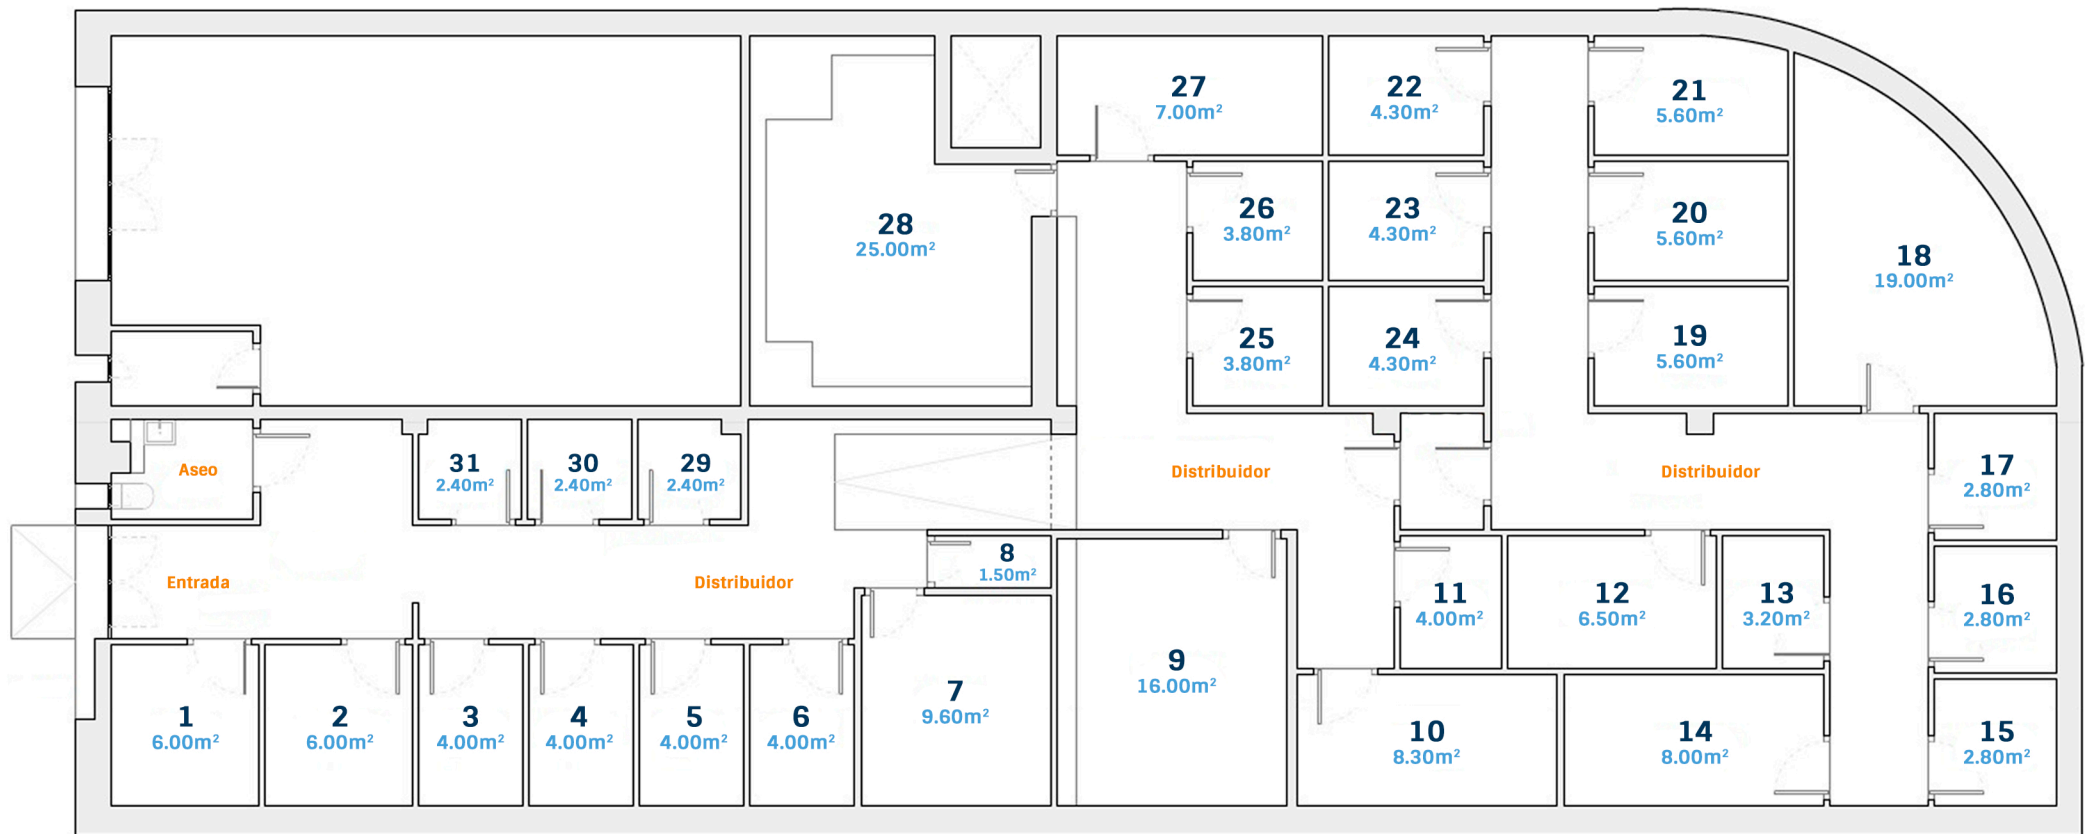 27
7.00m²
22
4.30m²
21
5.60m²
28
25.00m²
26
3.80m²
23
4.30m²
20
5.60m²
18
19.00m²
25
3.80m²
24
4.30m²
19
5.60m²
Aseo
31
2.40m²
30
2.40m²
29
2.40m²
Distribuidor
Distribuidor
17
2.80m²
Entrada
Distribuidor
8
1.50m²
11
4.00m²
12
6.50m²
13
3.20m²
16
2.80m²
1
6.00m²
2
6.00m²
3
4.00m²
4
4.00m²
5
4.00m²
6
4.00m²
7
9.60m²
9
16.00m²
10
8.30m²
14
8.00m²
15
2.80m²